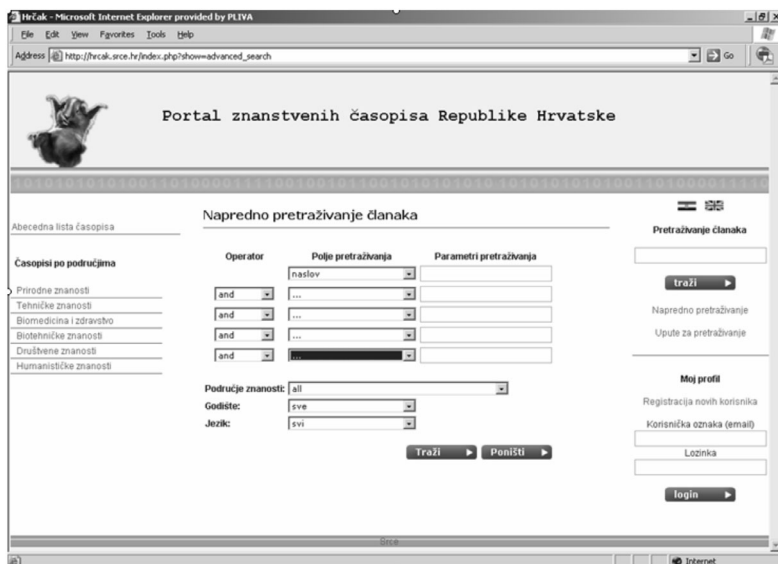 Hrčak - Microsoft Internet Explorer provided by PLIVA
File Edit View Favorites Tools Help
Address http://hrcak.srce.hr/index.php?show=advanced_search Go
Portal znanstvenih časopisa Republike Hrvatske
Abecedna lista časopisa
Časopisi po područjima
Prirodne znanosti
Tehničke znanosti
Biomedicina i zdravstvo
Biotehničke znanosti
Društvene znanosti
Humanističke znanosti
Napredno pretraživanje članaka
Operator Polje pretraživanja Parametri pretraživanja
naslov
and ...
and ...
and ...
and ...
Područje znanosti: all
Godište: sve
Jezik: svi
Traži Poništi
Pretraživanje članaka
traži
Napredno pretraživanje
Upute za pretraživanje
Moj profil
Registracija novih korisnika
Korisnička oznaka (email)
Lozinka
login
Srce
Internet